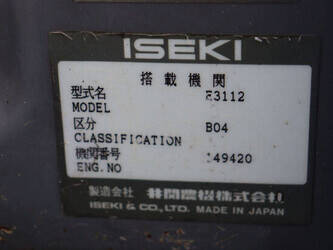 ISEKI
搭載機関
型式名 E3112
MODEL
区分 B04
CLASSIFICATION
機関番号 149420
ENG.NO
製造会社 井関農機株式会社
ISEKI & CO.,LTD. MADE IN JAPAN